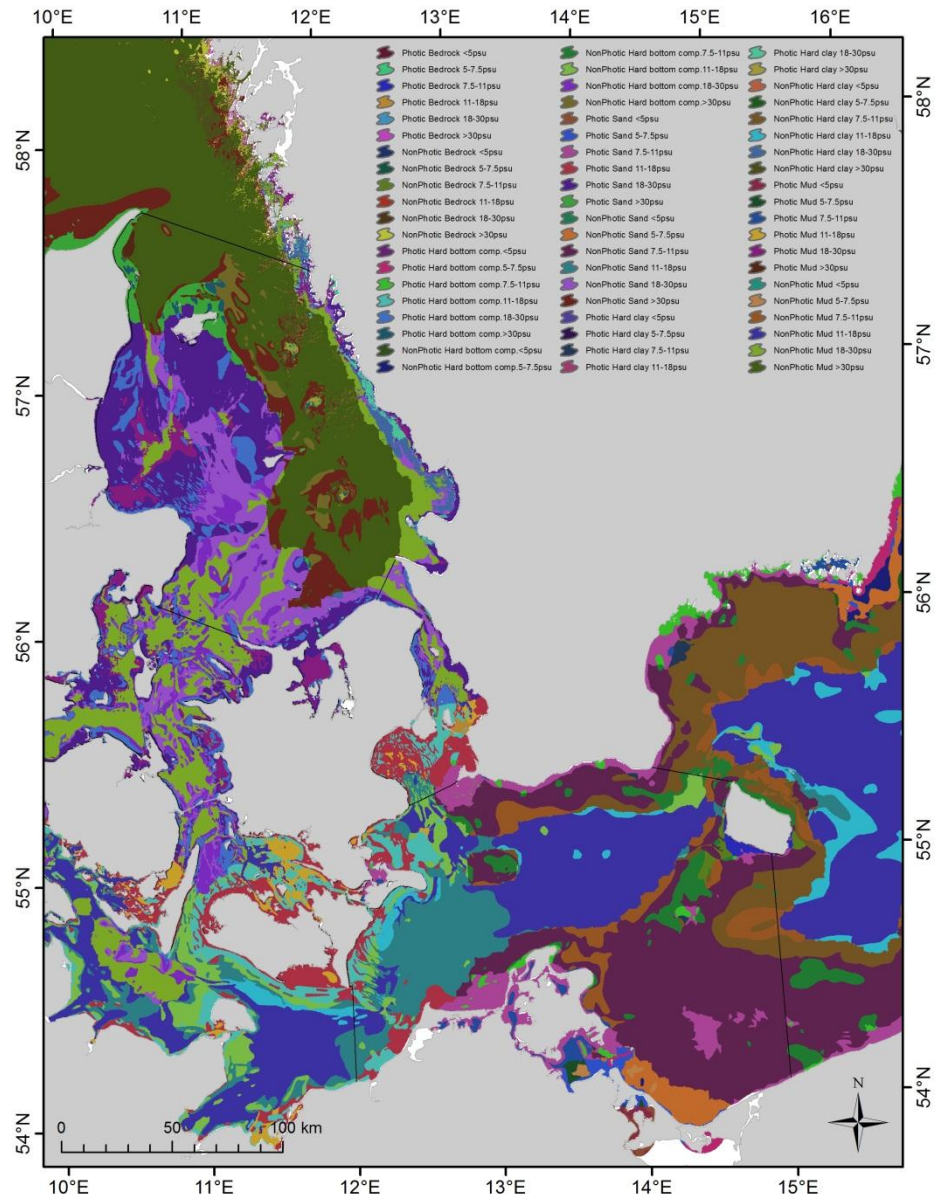 10°E 11°E 12°E 13°E 14°E 15°E 16°E
Photic Bedrock <5psu
Photic Bedrock 5-7.5psu
Photic Bedrock 7.5-11psu
Photic Bedrock 11-18psu
Photic Bedrock 18-30psu
Photic Bedrock >30psu
NonPhotic Bedrock <5psu
NonPhotic Bedrock 5-7.5psu
NonPhotic Bedrock 7.5-11psu
NonPhotic Bedrock 11-18psu
NonPhotic Bedrock 18-30psu
NonPhotic Bedrock >30psu
Photic Hard bottom comp.<5psu
Photic Hard bottom comp.5-7.5psu
Photic Hard bottom comp.7.5-11psu
Photic Hard bottom comp.11-18psu
Photic Hard bottom comp.18-30psu
Photic Hard bottom comp.>30psu
NonPhotic Hard bottom comp.<5psu
NonPhotic Hard bottom comp.5-7.5psu
NonPhotic Hard bottom comp.7.5-11psu
NonPhotic Hard bottom comp.11-18psu
NonPhotic Hard bottom comp.18-30psu
NonPhotic Hard bottom comp.>30psu
Photic Sand <5psu
Photic Sand 5-7.5psu
Photic Sand 7.5-11psu
Photic Sand 11-18psu
Photic Sand 18-30psu
Photic Sand >30psu
NonPhotic Sand <5psu
NonPhotic Sand 5-7.5psu
NonPhotic Sand 7.5-11psu
NonPhotic Sand 11-18psu
NonPhotic Sand 18-30psu
NonPhotic Sand >30psu
Photic Hard clay <5psu
Photic Hard clay 5-7.5psu
Photic Hard clay 7.5-11psu
Photic Hard clay 11-18psu
Photic Hard clay 18-30psu
Photic Hard clay >30psu
NonPhotic Hard clay <5psu
NonPhotic Hard clay 5-7.5psu
NonPhotic Hard clay 7.5-11psu
NonPhotic Hard clay 11-18psu
NonPhotic Hard clay 18-30psu
NonPhotic Hard clay >30psu
Photic Mud <5psu
Photic Mud 5-7.5psu
Photic Mud 7.5-11psu
Photic Mud 11-18psu
Photic Mud 18-30psu
Photic Mud >30psu
NonPhotic Mud <5psu
NonPhotic Mud 5-7.5psu
NonPhotic Mud 7.5-11psu
NonPhotic Mud 11-18psu
NonPhotic Mud 18-30psu
NonPhotic Mud >30psu
58°N
57°N
56°N
55°N
54°N
58°N
57°N
56°N
55°N
54°N
N
0 50 100 km
10°E 11°E 12°E 13°E 14°E 15°E